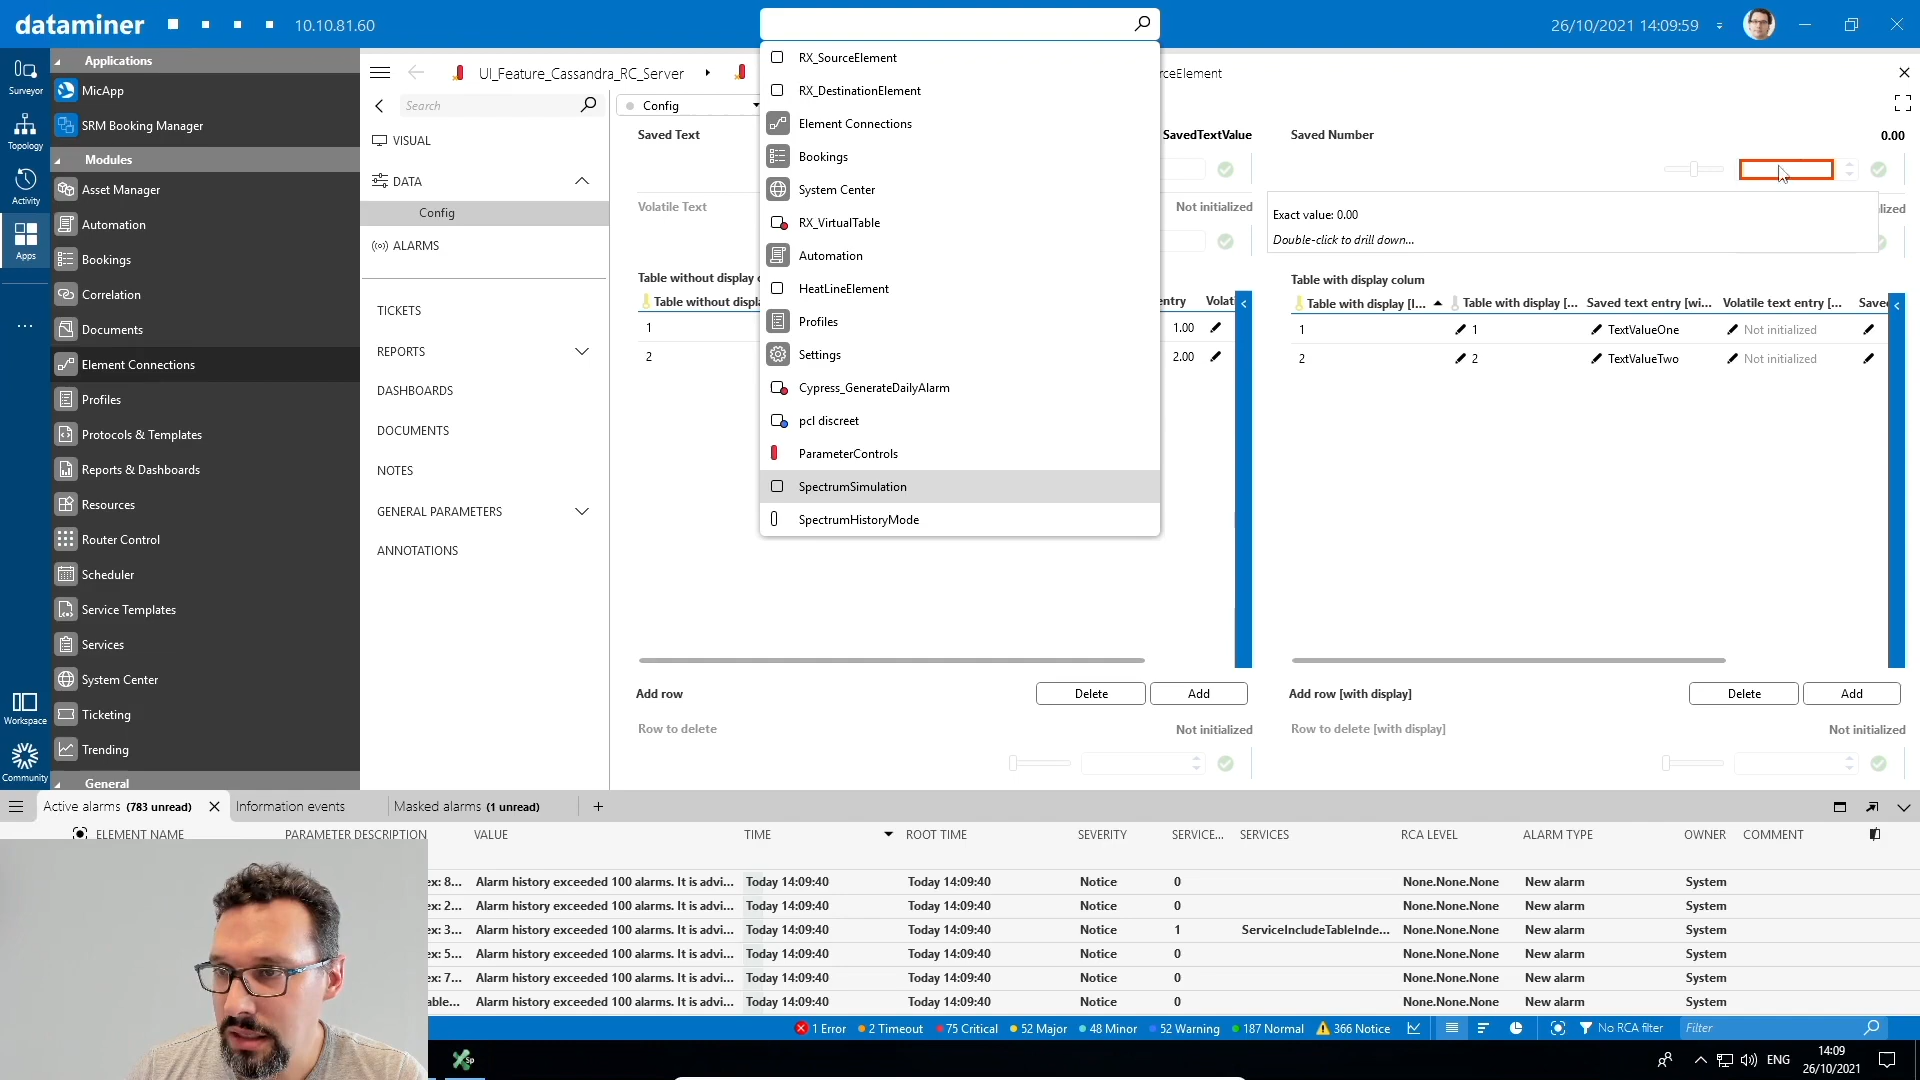 dataminer
10.10.81.60
26/10/2021 14:09:59
Surveyor
Topology
Activity
Apps
Workspace
Community
Applications
MicApp
SRM Booking Manager
Modules
Asset Manager
Automation
Bookings
Correlation
Documents
Element Connections
Profiles
Protocols & Templates
Reports & Dashboards
Resources
Router Control
Scheduler
Service Templates
Services
System Center
Ticketing
Trending
General
UI_Feature_Cassandra_RC_Server
rceElement
Search
VISUAL
DATA
Config
ALARMS
TICKETS
REPORTS
DASHBOARDS
DOCUMENTS
NOTES
GENERAL PARAMETERS
ANNOTATIONS
RX_SourceElement
RX_DestinationElement
Element Connections
Bookings
System Center
RX_VirtualTable
Automation
HeatLineElement
Profiles
Settings
Cypress_GenerateDailyAlarm
pcl discreet
ParameterControls
SpectrumSimulation
SpectrumHistoryMode
Config
Saved Text
SavedTextValue
Volatile Text
Not initialized
Table without display c
Table without displa
entry
Volat
1 1.00
2 2.00
Add row
Delete
Add
Row to delete
Not initialized
Saved Number
0.00
Exact value: 0.00
Double-click to drill down...
lized
Table with display colum
Table with display [I...
Table with display [...
Saved text entry [wi...
Volatile text entry [...
Saved
1 1 TextValueOne Not initialized
2 2 TextValueTwo Not initialized
Add row [with display]
Delete
Add
Row to delete [with display]
Not initialized
Active alarms (783 unread)
Information events
Masked alarms (1 unread)
ELEMENT NAME PARAMETER DESCRIPTION VALUE TIME ROOT TIME SEVERITY SERVICE... SERVICES RCA LEVEL ALARM TYPE OWNER COMMENT
ex: 8... Alarm history exceeded 100 alarms. It is advi... Today 14:09:40 Today 14:09:40 Notice 0 None.None.None New alarm System
ex: 2... Alarm history exceeded 100 alarms. It is advi... Today 14:09:40 Today 14:09:40 Notice 0 None.None.None New alarm System
ex: 3... Alarm history exceeded 100 alarms. It is advi... Today 14:09:40 Today 14:09:40 Notice 1 ServiceIncludeTableInde... None.None.None New alarm System
ex: 5... Alarm history exceeded 100 alarms. It is advi... Today 14:09:40 Today 14:09:40 Notice 0 None.None.None New alarm System
ex: 7... Alarm history exceeded 100 alarms. It is advi... Today 14:09:40 Today 14:09:40 Notice 0 None.None.None New alarm System
able... Alarm history exceeded 100 alarms. It is advi... Today 14:09:40 Today 14:09:40 Notice 0 None.None.None New alarm System
1 Error 2 Timeout 75 Critical 52 Major 48 Minor 52 Warning 187 Normal 366 Notice No RCA filter Filter
Sp
ENG
14:09
26/10/2021